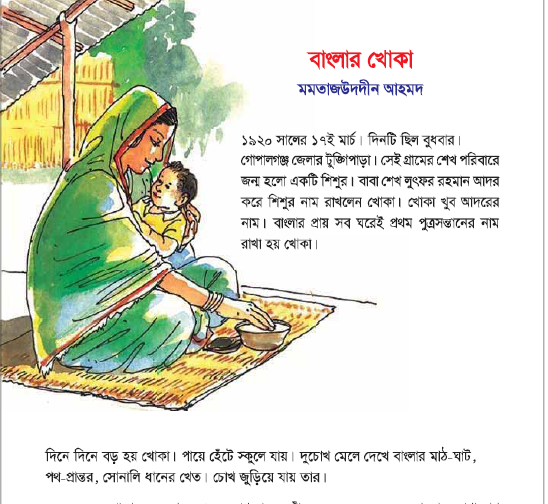 বাংলার খোকা
মমতাজউদদীন আহমদ
১৯২০ সালের ১৭ই মার্চ। দিনটি ছিল বুধবার।
গোপালগঞ্জ জেলার টুঙ্গিপাড়া। সেই গ্রামের শেখ পরিবারে
জন্ম হলো একটি শিশুর। বাবা শেখ লুৎফর রহমান আদর
করে শিশুর নাম রাখলেন খোকা। খোকা খুব আদরের
নাম। বাংলার প্রায় সব ঘরেই প্রথম পুত্রসন্তানের নাম
রাখা হয় খোকা।
দিনে দিনে বড় হয় খোকা। পায়ে হেঁটে স্কুলে যায়। দুচোখ মেলে দেখে বাংলার মাঠ-ঘাট,
পথ-প্রান্তর, সোনালি ধানের খেত। চোখ জুড়িয়ে যায় তার।